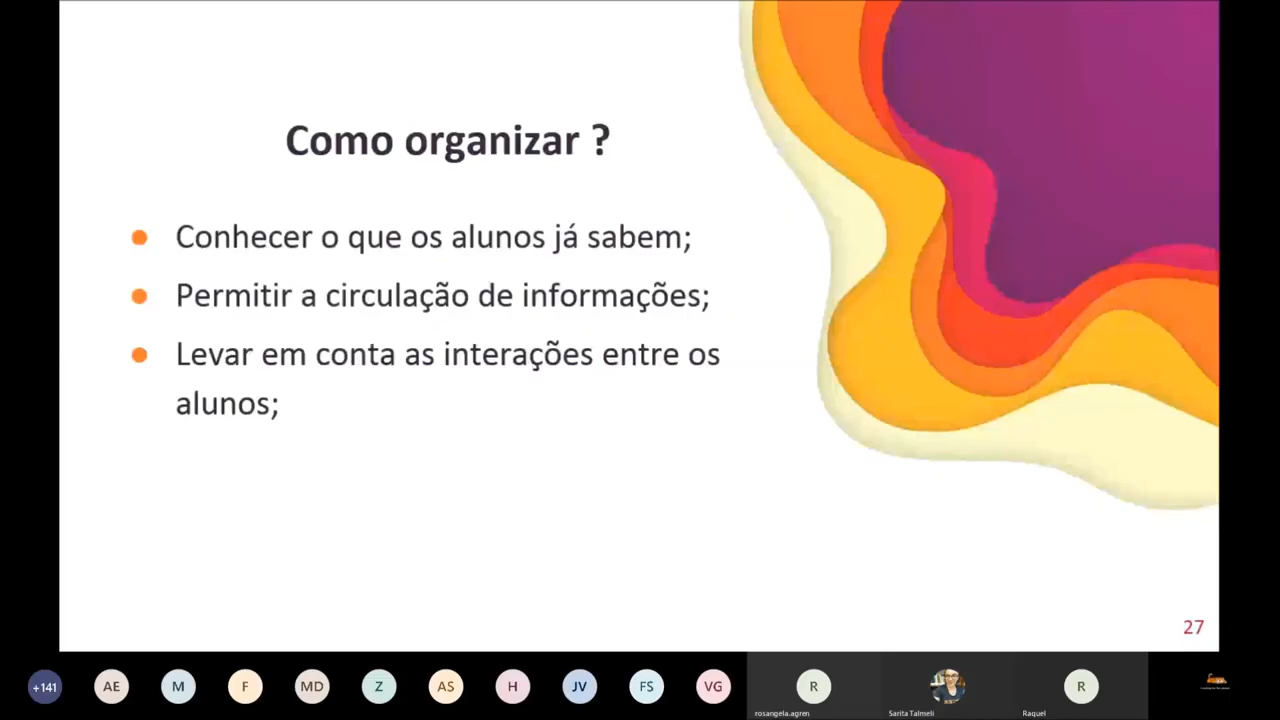 Como organizar ?
Conhecer o que os alunos já sabem;
Permitir a circulação de informações;
Levar em conta as interações entre os
alunos;
27
+141
AE
M
F
MD
Z
AS
H
JV
FS
VG
R
R
rosangela.agren
Sarita Talmeli
Raquel